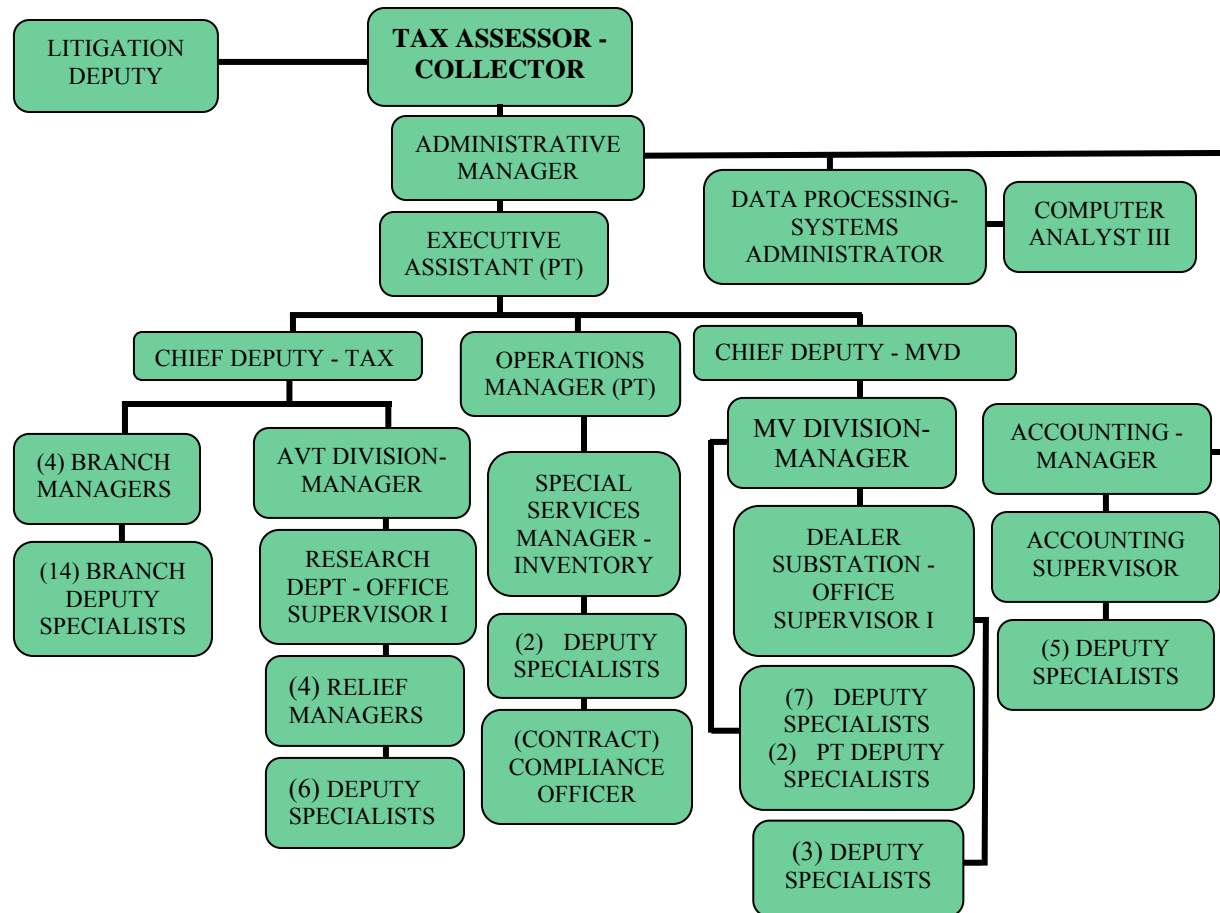 LITIGATION
DEPUTY
TAX ASSESSOR -
COLLECTOR
ADMINISTRATIVE
MANAGER
DATA PROCESSING-
SYSTEMS
ADMINISTRATOR
COMPUTER
ANALYST III
EXECUTIVE
ASSISTANT (PT)
CHIEF DEPUTY - TAX
OPERATIONS
MANAGER (PT)
CHIEF DEPUTY - MVD
(4) BRANCH
MANAGERS
AVT DIVISION-
MANAGER
SPECIAL
SERVICES
MANAGER -
INVENTORY
MV DIVISION-
MANAGER
ACCOUNTING -
MANAGER
(14) BRANCH
DEPUTY
SPECIALISTS
RESEARCH
DEPT - OFFICE
SUPERVISOR I
DEALER
SUBSTATION -
OFFICE
SUPERVISOR I
ACCOUNTING
SUPERVISOR
(4) RELIEF
MANAGERS
(2) DEPUTY
SPECIALISTS
(5) DEPUTY
SPECIALISTS
(6) DEPUTY
SPECIALISTS
(CONTRACT)
COMPLIANCE
OFFICER
(7) DEPUTY
SPECIALISTS
(2) PT DEPUTY
SPECIALISTS
(3) DEPUTY
SPECIALISTS